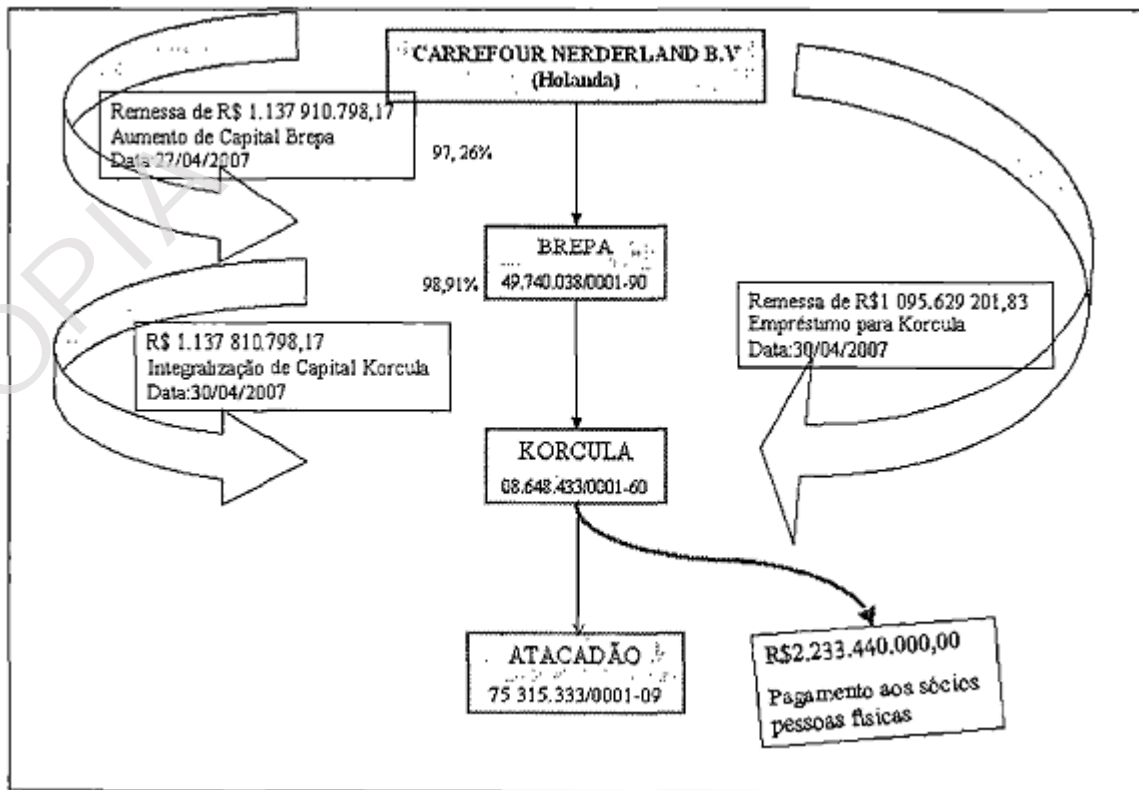 CARREFOUR NERDERLAND B.V
(Holanda)
Remessa de R$ 1.137 910.798,17
Aumento de Capital Brepa
Data:27/04/2007
97,26%
BREPA
49.740.038/0001-90
98,91%
Remessa de R$1 095.629 201,83
Empréstimo para Korcula
Data:30/04/2007
R$ 1.137 810.798,17
Integralização de Capital Korcula
Data:30/04/2007
KORCULA
08.648.433/0001-60
ATACADÃO
75 315.333/0001-09
R$2.233.440.000,00
Pagamento aos sócios
pessoas físicas
OPIA